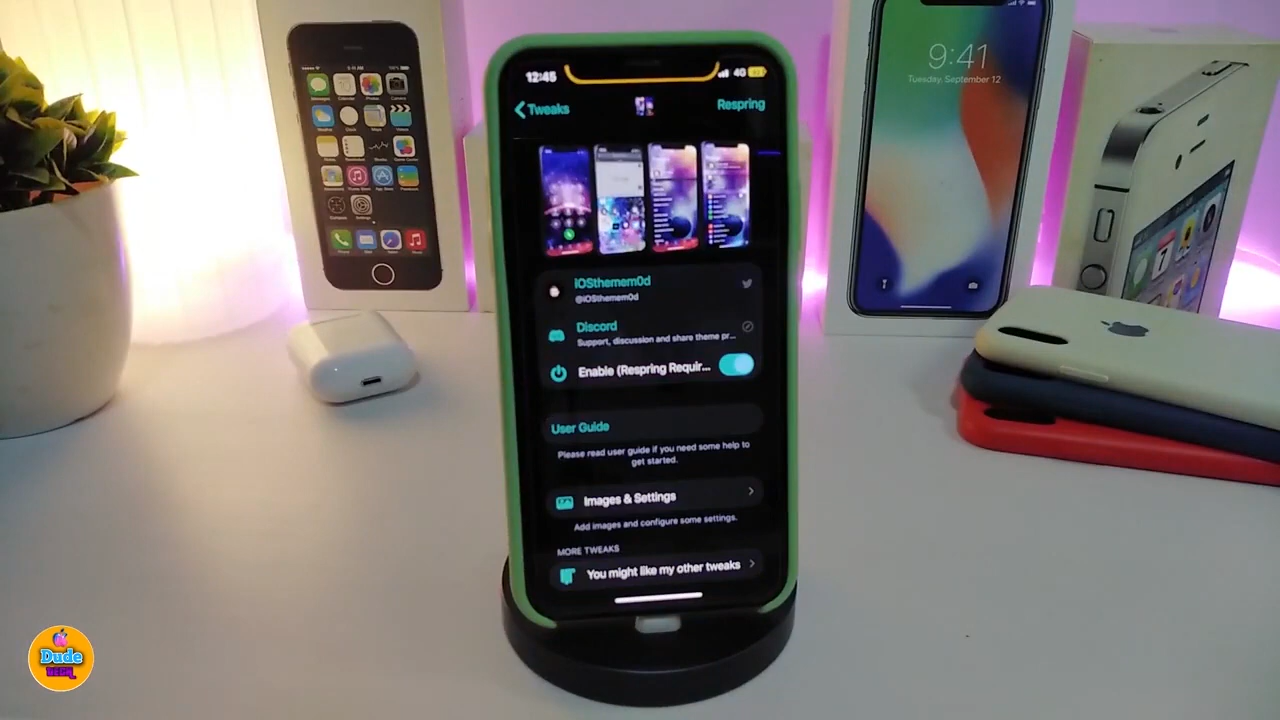 12:45
4G
Tweaks
Respring
iOSthemem0d
@iOSthemem0d
Discord
Support, discussion and share theme pr...
Enable (Respring Requir...
User Guide
Please read user guide if you need some help to
get started.
Images & Settings
Add images and configure some settings.
MORE TWEAKS
You might like my other tweaks
9:41
Tuesday, September 12
Dude
TECH